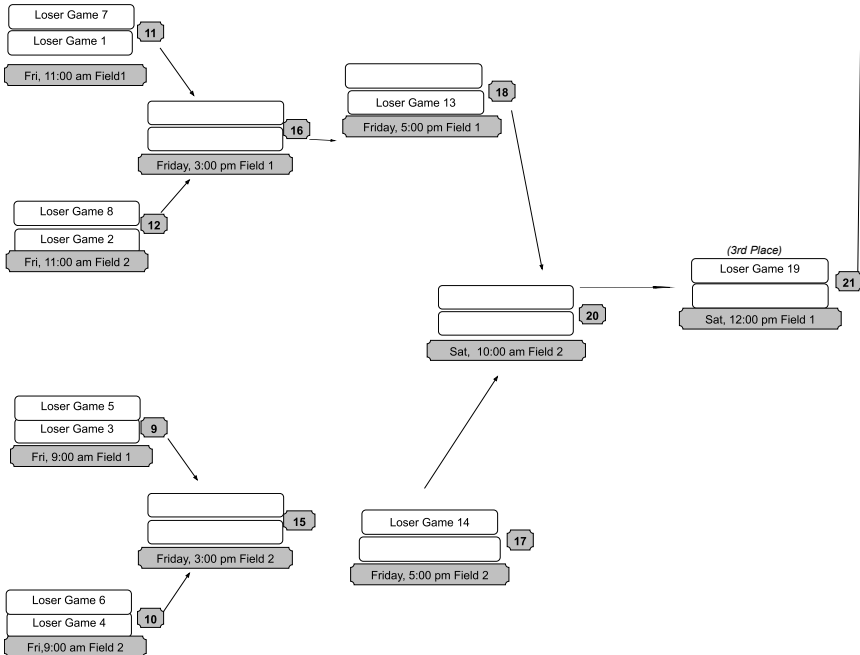 Loser Game 7
11
Loser Game 1
Fri, 11:00 am Field1
16
Friday, 3:00 pm Field 1
Loser Game 8
12
Loser Game 2
Fri, 11:00 am Field 2
18
Loser Game 13
Friday, 5:00 pm Field 1
20
Sat, 10:00 am Field 2
(3rd Place)
Loser Game 19
21
Sat, 12:00 pm Field 1
Loser Game 5
9
Loser Game 3
Fri, 9:00 am Field 1
15
Friday, 3:00 pm Field 2
Loser Game 6
10
Loser Game 4
Fri,9:00 am Field 2
Loser Game 14
17
Friday, 5:00 pm Field 2